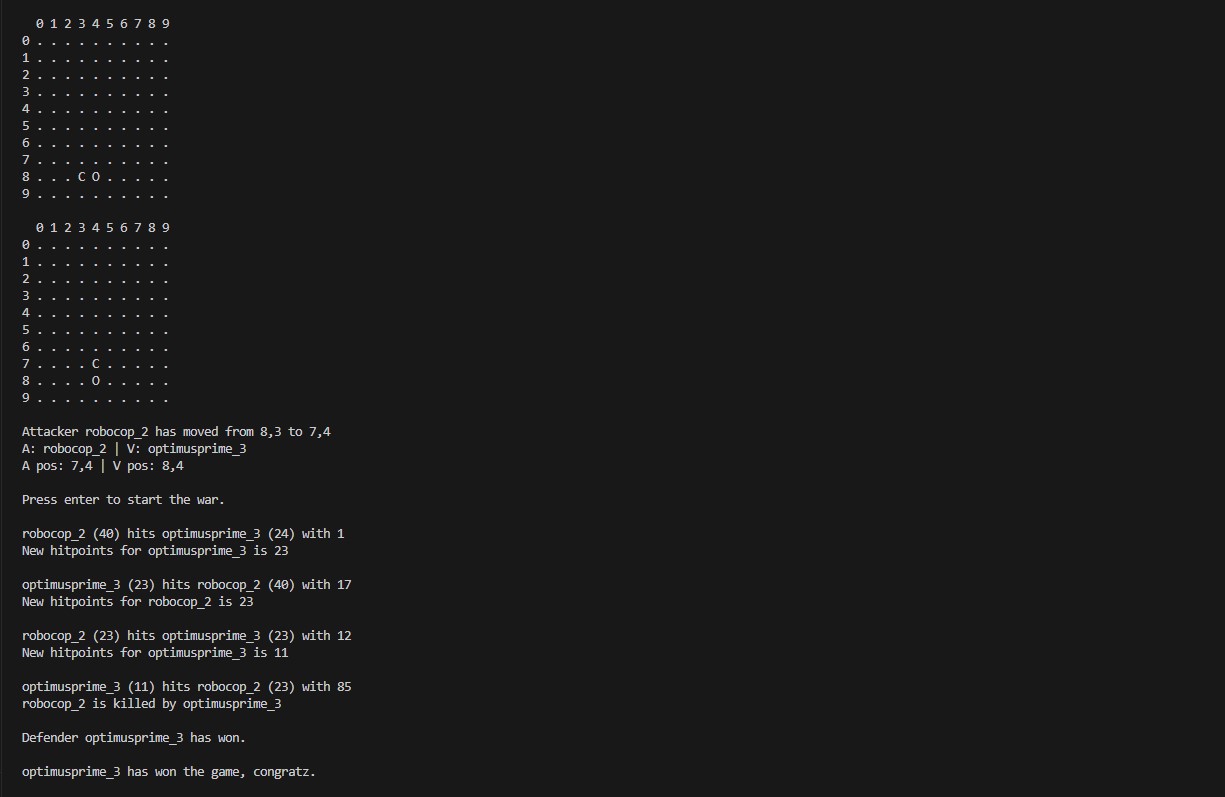 0 1 2 3 4 5 6 7 8 9
0 . . . . . . . . . .
1 . . . . . . . . . .
2 . . . . . . . . . .
3 . . . . . . . . . .
4 . . . . . . . . . .
5 . . . . . . . . . .
6 . . . . . . . . . .
7 . . . . . . . . . .
8 . . . C O . . . . .
9 . . . . . . . . . .
  0 1 2 3 4 5 6 7 8 9
0 . . . . . . . . . .
1 . . . . . . . . . .
2 . . . . . . . . . .
3 . . . . . . . . . .
4 . . . . . . . . . .
5 . . . . . . . . . .
6 . . . . . . . . . .
7 . . . . C . . . . .
8 . . . . O . . . . .
9 . . . . . . . . . .
Attacker robocop_2 has moved from 8,3 to 7,4
A: robocop_2 | V: optimusprime_3
A pos: 7,4 | V pos: 8,4
Press enter to start the war.
robocop_2 (40) hits optimusprime_3 (24) with 1
New hitpoints for optimusprime_3 is 23
optimusprime_3 (23) hits robocop_2 (40) with 17
New hitpoints for robocop_2 is 23
robocop_2 (23) hits optimusprime_3 (23) with 12
New hitpoints for optimusprime_3 is 11
optimusprime_3 (11) hits robocop_2 (23) with 85
robocop_2 is killed by optimusprime_3
Defender optimusprime_3 has won.
optimusprime_3 has won the game, congratz.